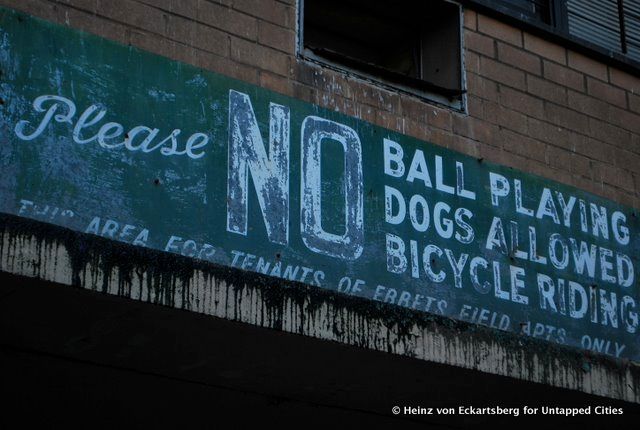 Please NO BALL PLAYING
DOGS ALLOWED
BICYCLE RIDING
THIS AREA FOR TENANTS OF EBBETS FIELD APTS. ONLY
© Heinz von Eckartsberg for Untapped Cities